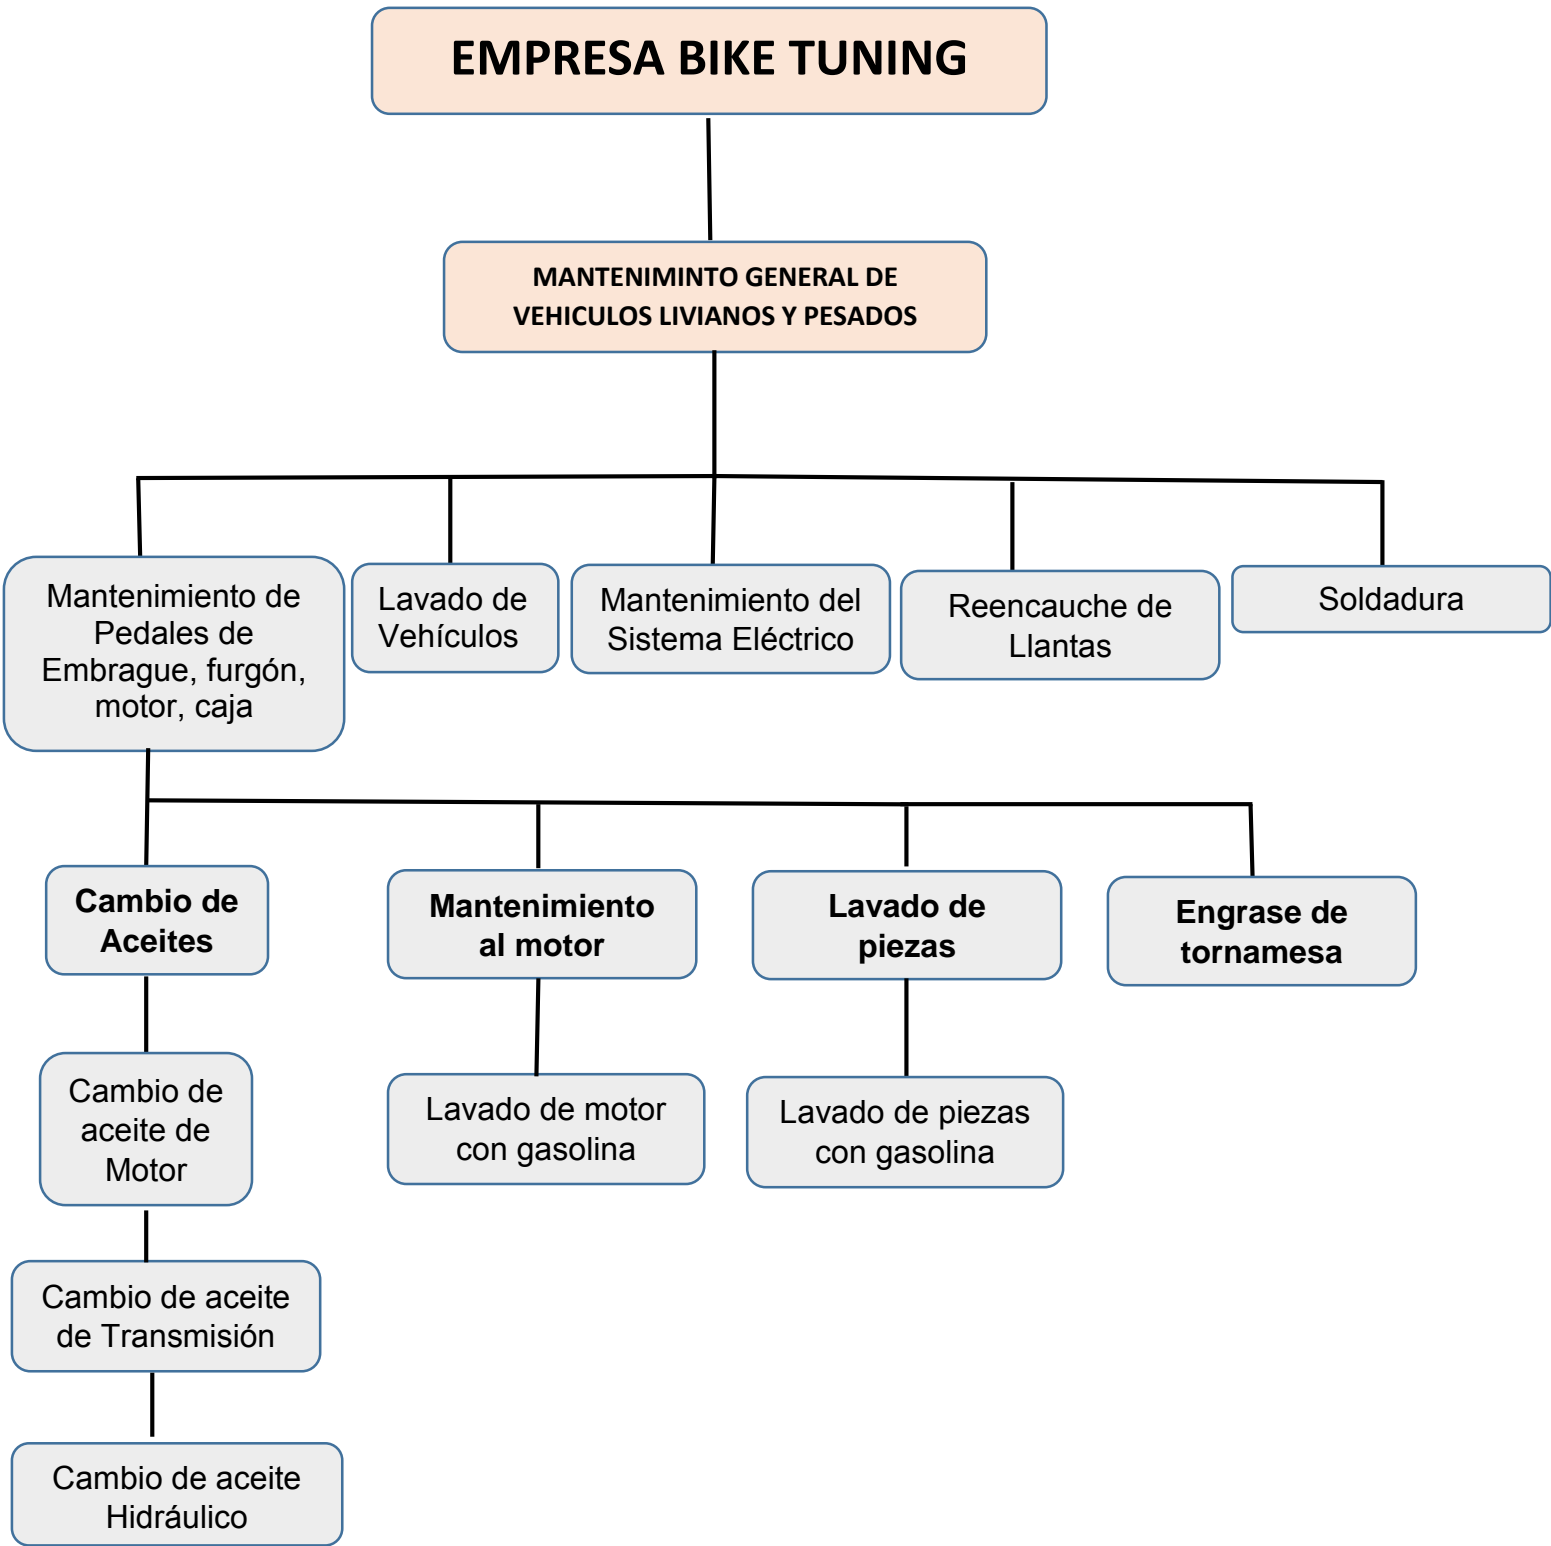 EMPRESA BIKE TUNING
MANTENIMINTO GENERAL DE
VEHICULOS LIVIANOS Y PESADOS
Mantenimiento de
Pedales de
Embrague, furgón,
motor, caja
Lavado de
Vehículos
Mantenimiento del
Sistema Eléctrico
Reencauche de
Llantas
Soldadura
Cambio de
Aceites
Mantenimiento
al motor
Lavado de
piezas
Engrase de
tornamesa
Cambio de
aceite de
Motor
Lavado de motor
con gasolina
Lavado de piezas
con gasolina
Cambio de aceite
de Transmisión
Cambio de aceite
Hidráulico